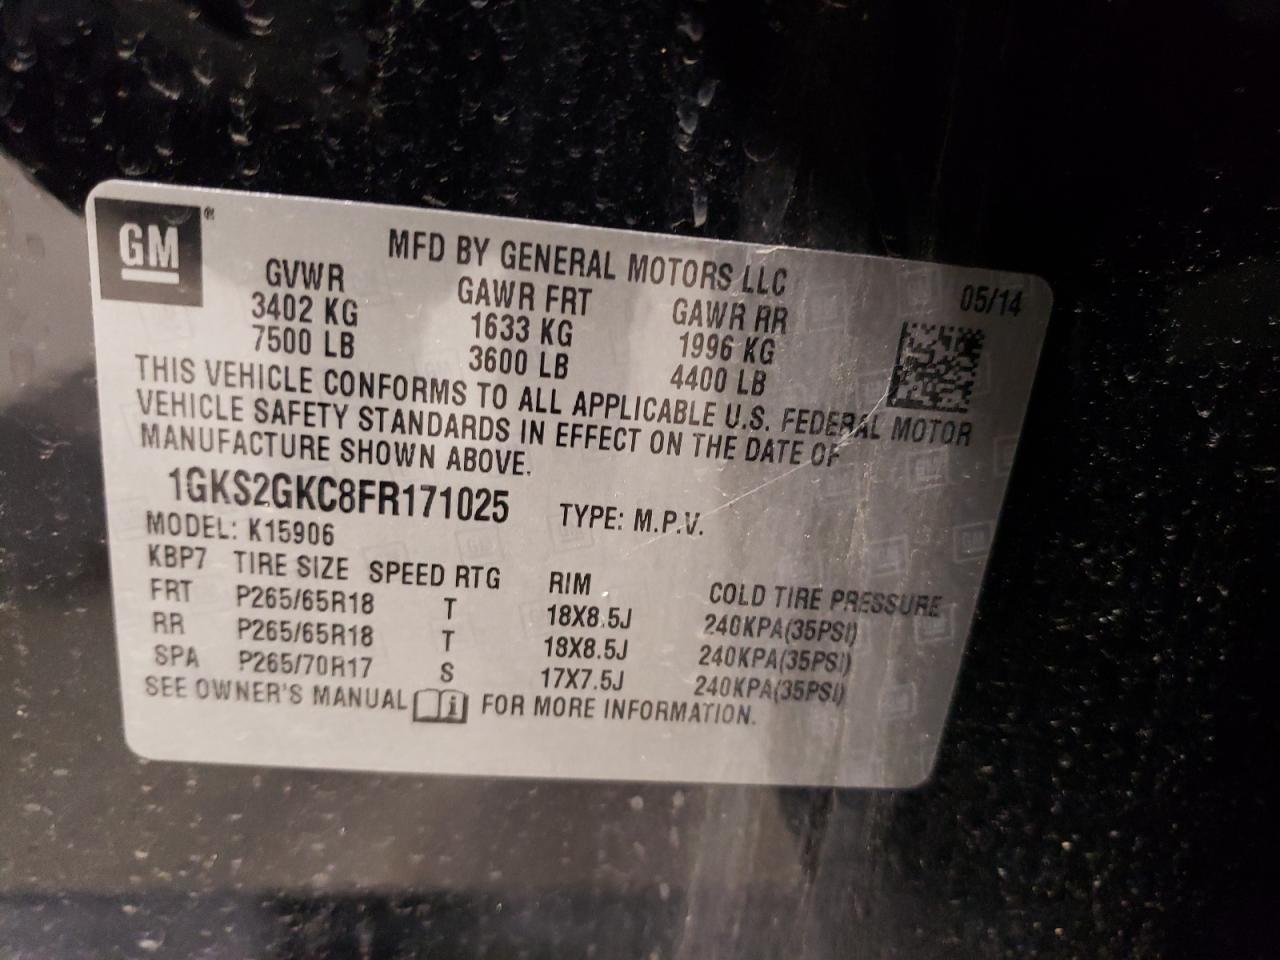 GM ®
MFD BY GENERAL MOTORS LLC
05/14
GVWR GAWR FRT GAWR RR
3402 KG 1633 KG 1996 KG
7500 LB 3600 LB 4400 LB
THIS VEHICLE CONFORMS TO ALL APPLICABLE U.S. FEDERAL MOTOR
VEHICLE SAFETY STANDARDS IN EFFECT ON THE DATE OF
MANUFACTURE SHOWN ABOVE.
1GKS2GKC8FR171025 TYPE: M.P.V.
MODEL: K15906
KBP7 TIRE SIZE SPEED RTG RIM COLD TIRE PRESSURE
FRT P265/65R18 T 18X8.5J 240KPA(35PSI)
RR P265/65R18 T 18X8.5J 240KPA(35PSI)
SPA P265/70R17 S 17X7.5J 240KPA(35PSI)
SEE OWNER'S MANUAL i FOR MORE INFORMATION.